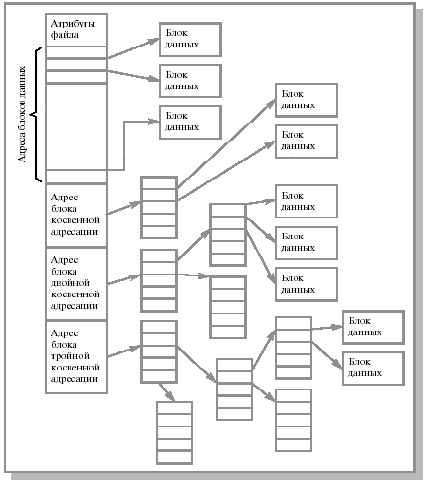 Атрибуты
файла
Адреса блоков данных
Блок
данных
Блок
данных
Блок
данных
Блок
данных
Блок
данных
Адрес
блока
косвенной
адресации
Блок
данных
Блок
данных
Блок
данных
Адрес
блока
двойной
косвенной
адресации
Адрес
блока
тройной
косвенной
адресации
Блок
данных
Блок
данных